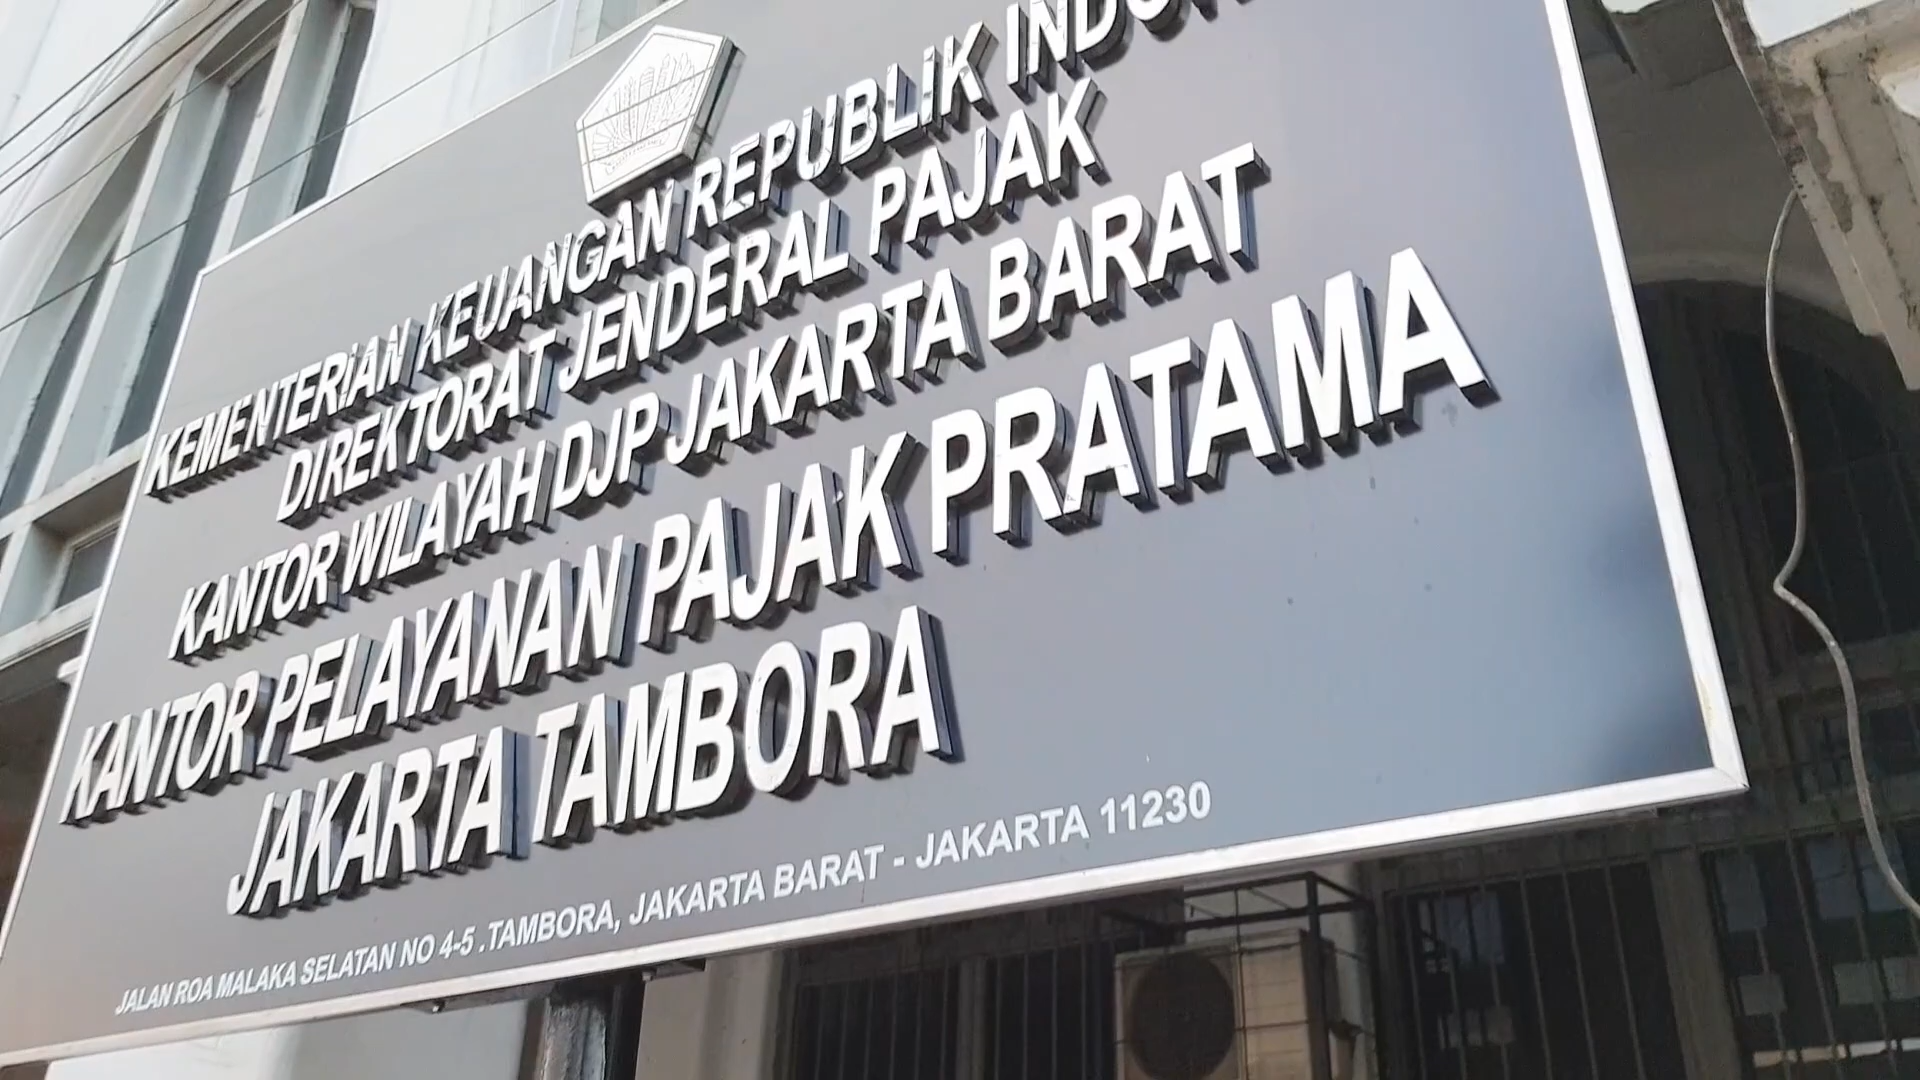 KEMENTERIAN KEUANGAN REPUBLIK
DIREKTORAT JENDERAL PAJAK
KANTOR WILAYAH DJP JAKARTA BARAT
KANTOR PELAYANAN PAJAK PRATAMA
JAKARTA TAMBORA
JALAN ROA MALAKA SELATAN NO 4-5 .TAMBORA, JAKARTA BARAT - JAKARTA 11230